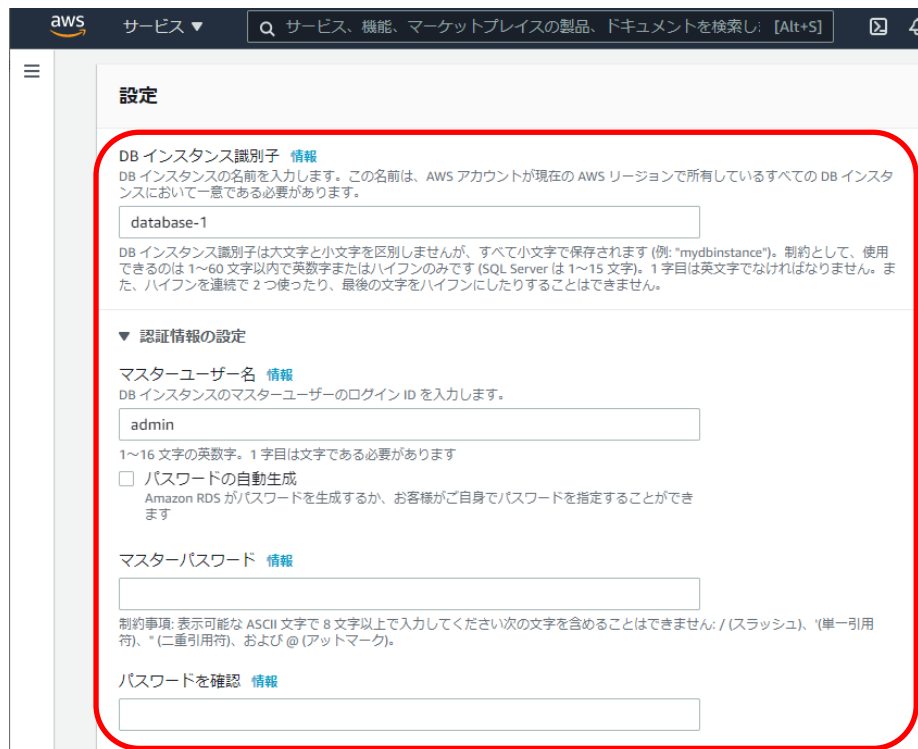 aws サービス ▼ サービス、機能、マーケットプレイスの製品、ドキュメントを検索し [Alt+S]
設定
DB インスタンス識別子 情報
DB インスタンスの名前を入力します。この名前は、AWS アカウントが現在の AWS リージョンで所有しているすべての DB インスタ
ンスにおいて一意である必要があります。
database-1
DB インスタンス識別子は大文字と小文字を区別しませんが、すべて小文字で保存されます (例: "mydbinstance")。制約として、使用
できるのは 1～60 文字以内で英数字またはハイフンのみです (SQL Server は 1～15 文字)。1 字目は英文字でなければなりません。ま
た、ハイフンを連続で 2 つ使ったり、最後の文字をハイフンにしたりすることはできません。
▼ 認証情報の設定
マスターユーザー名 情報
DB インスタンスのマスターユーザーのログイン ID を入力します。
admin
1～16 文字の英数字。1 字目は文字である必要があります
パスワードの自動生成
Amazon RDS がパスワードを生成するか、お客様がご自身でパスワードを指定することができ
ます
マスターパスワード 情報
制約事項: 表示可能な ASCII 文字で 8 文字以上で入力してください次の文字を含めることはできません: / (スラッシュ)、'(単一引用
符)、" (二重引用符)、および @ (アットマーク)。
パスワードを確認 情報